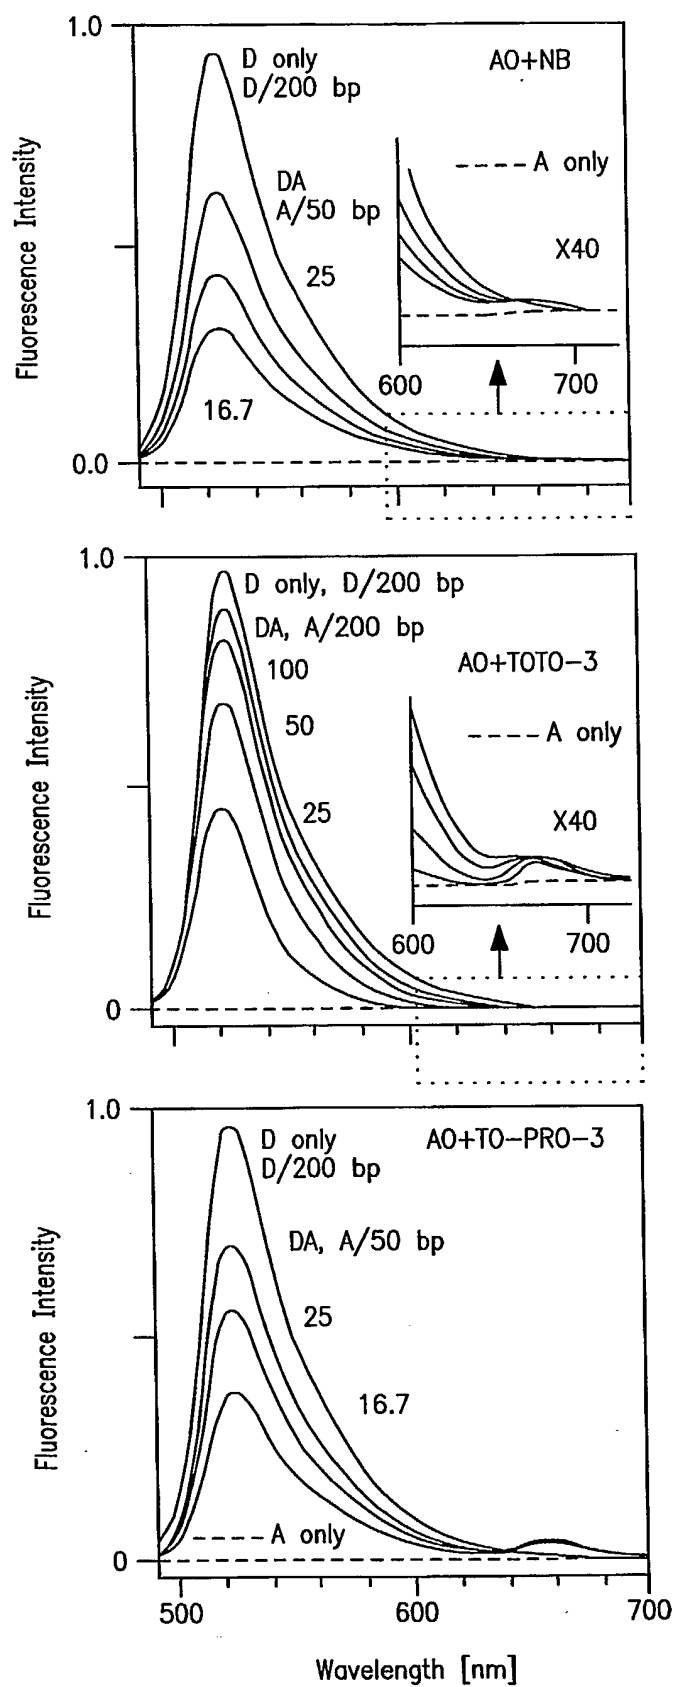 1.0
D only
D/200 bp
AO+NB
A only
DA
A/50 bp
25
X40
16.7
600
700
0.0
Fluorescence Intensity
1.0
D only, D/200 bp
DA, A/200 bp
100
AO+TOTO-3
50
A only
25
X40
600
700
0
Fluorescence Intensity
1.0
D only
D/200 bp
AO+TO-PRO-3
DA, A/50 bp
25
16.7
A only
0
Fluorescence Intensity
500
600
700
Wavelength [nm]